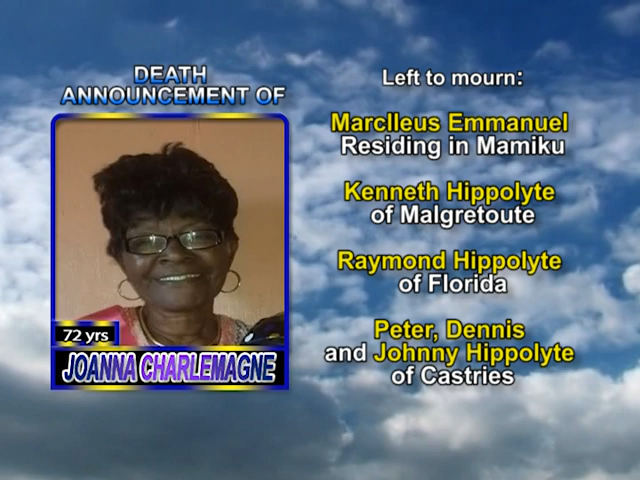 DEATH
ANNOUNCEMENT OF
72 yrs
JOANNA CHARLEMAGNE
Left to mourn:
Marclleus Emmanuel
Residing in Mamiku
Kenneth Hippolyte
of Malgretoute
Raymond Hippolyte
of Florida
Peter, Dennis
and Johnny Hippolyte
of Castries